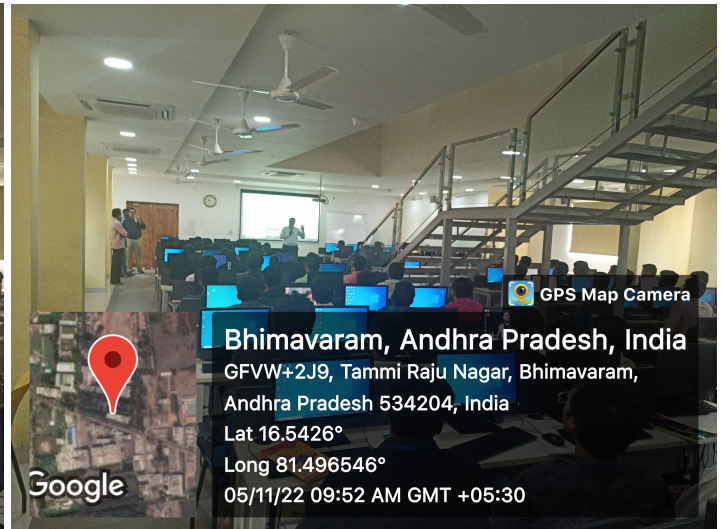 GPS Map Camera
Bhimavaram, Andhra Pradesh, India
GFVW+2J9, Tammi Raju Nagar, Bhimavaram,
Andhra Pradesh 534204, India
Lat 16.5426°
Long 81.496546°
05/11/22 09:52 AM GMT +05:30
Google